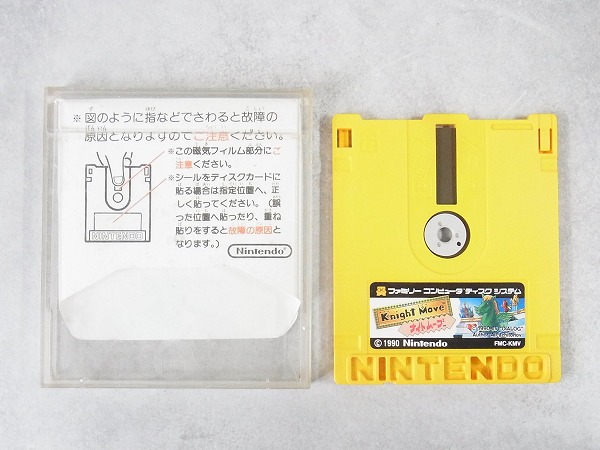 ※図のように指などでさわると故障の
原因となりますのでご注意ください。
※この磁気フィルム部分にご
注意ください。
※シールをディスクカードに
貼る場合は指定位置へ、正
しく貼ってください。（誤
った位置へ貼ったり、重ね
貼りをすると故障の原因と
なります。）
Nintendo
NINTENDO
ファミリー コンピュータ ディスク システム
Knight Move
ナイトムーブ
©1990 Nintendo
FMC-KMV
NINTENDO